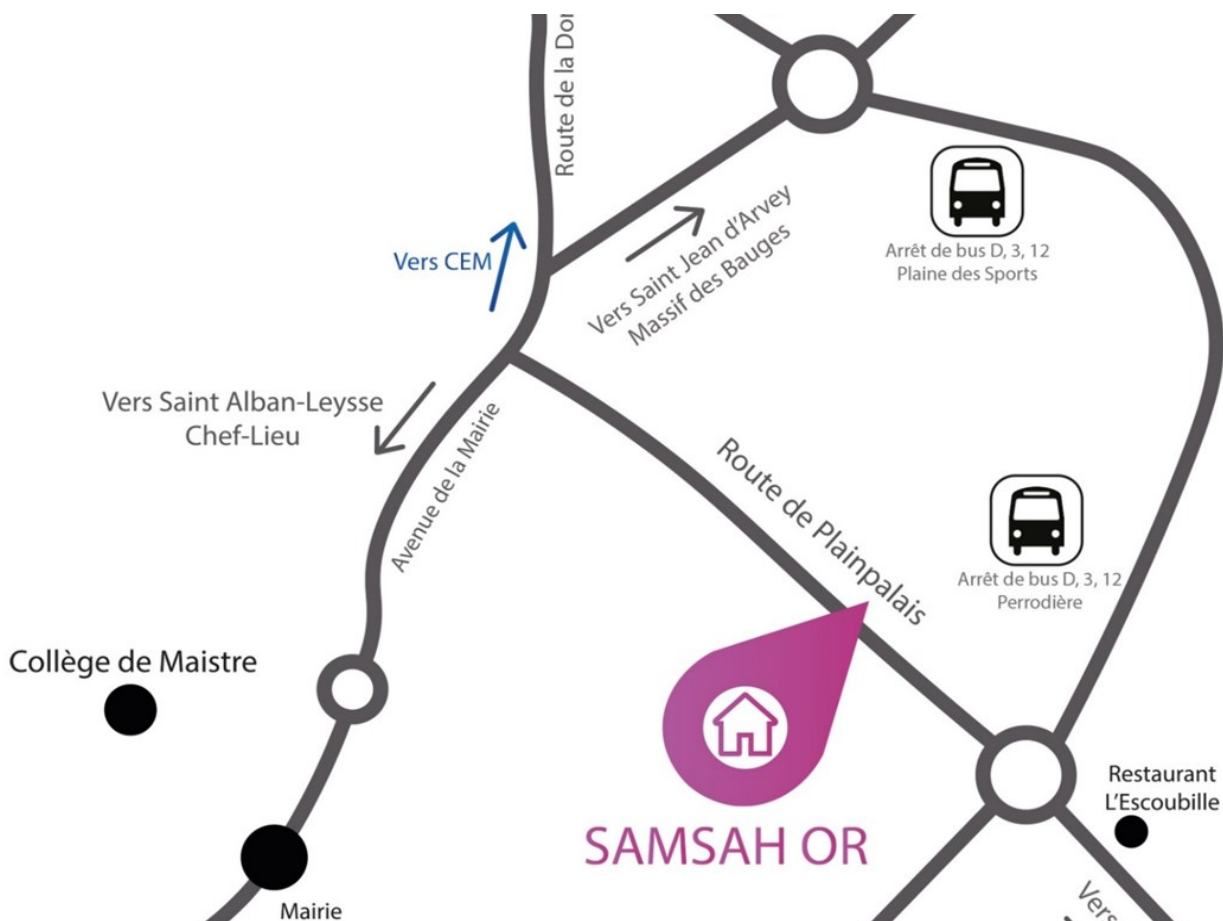 Route de la
Vers CEM
Vers Saint Jean d'Arvey
Massif des Bauges
Arrêt de bus D, 3, 12
Plaine des Sports
Vers Saint Alban-Leysse
Chef-Lieu
Avenue de la Mairie
Route de Plainpalais
Arrêt de bus D, 3, 12
Perrodière
Collège de Maistre
SAMSAH OR
Restaurant
L'Escoubille
Mairie
Vers